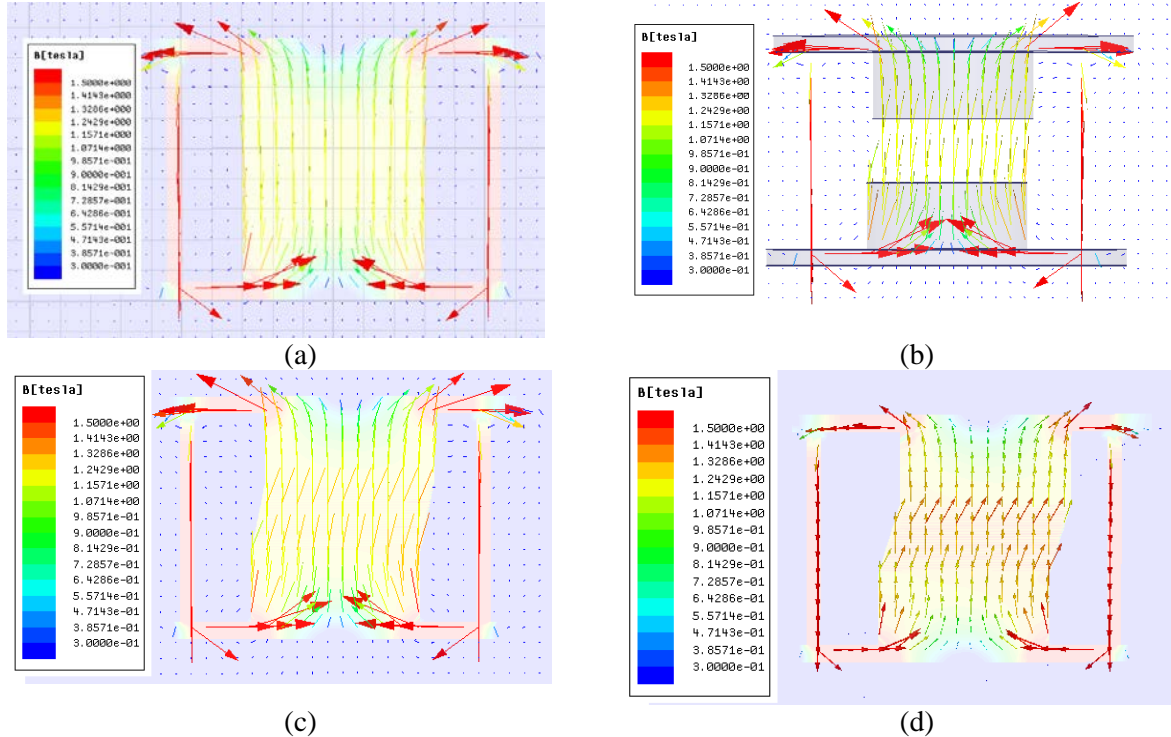 B[tesla]
1.5000e+000
1.4143e+000
1.3286e+000
1.2429e+000
1.1571e+000
1.0714e+000
9.8571e-001
9.0000e-001
8.1429e-001
7.2857e-001
6.4286e-001
5.5714e-001
4.7143e-001
3.8571e-001
3.0000e-001
(a)
B[tesla]
1.5000e+00
1.4143e+00
1.3286e+00
1.2429e+00
1.1571e+00
1.0714e+00
9.8571e-01
9.0000e-01
8.1429e-01
7.2857e-01
6.4286e-01
5.5714e-01
4.7143e-01
3.8571e-01
3.0000e-01
(b)
B[tesla]
1.5000e+00
1.4143e+00
1.3286e+00
1.2429e+00
1.1571e+00
1.0714e+00
9.8571e-01
9.0000e-01
8.1429e-01
7.2857e-01
6.4286e-01
5.5714e-01
4.7143e-01
3.8571e-01
3.0000e-01
(c)
B[tesla]
1.5000e+00
1.4143e+00
1.3286e+00
1.2429e+00
1.1571e+00
1.0714e+00
9.8571e-01
9.0000e-01
8.1429e-01
7.2857e-01
6.4286e-01
5.5714e-01
4.7143e-01
3.8571e-01
3.0000e-01
(d)